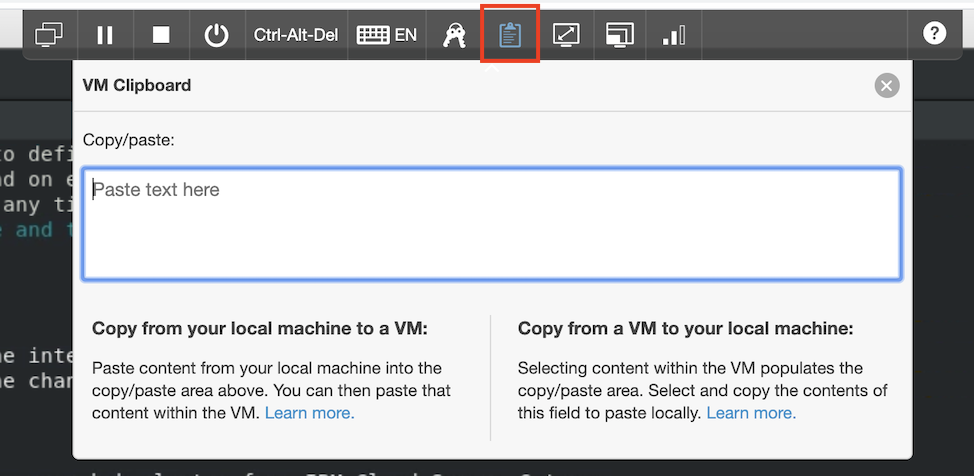 Ctrl-Alt-Del EN ?
VM Clipboard
Copy/paste:
to defi
nd on e
any ti
e and t
Paste text here
Copy from your local machine to a VM:
Paste content from your local machine into the
copy/paste area above. You can then paste that
content within the VM. Learn more.
Copy from a VM to your local machine:
Selecting content within the VM populates the
copy/paste area. Select and copy the contents of
this field to paste locally. Learn more.
he inte
he chan